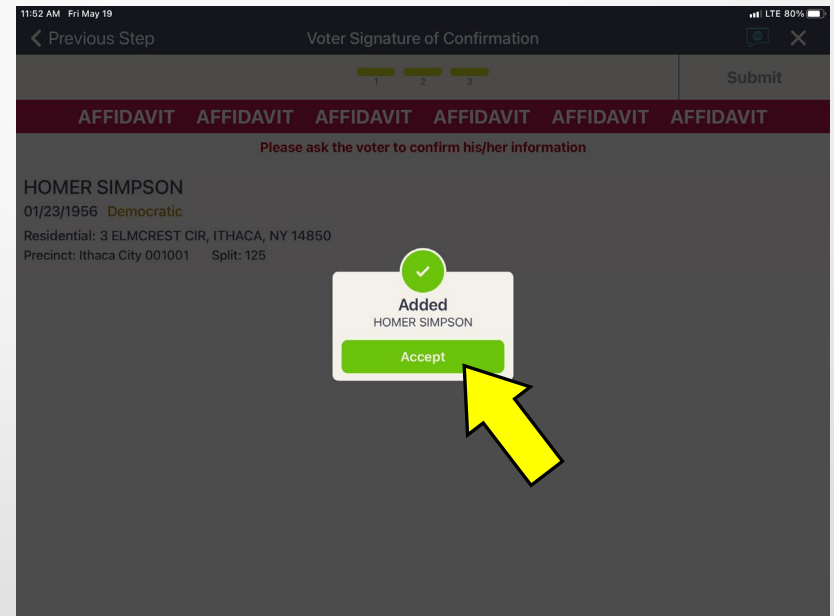 11:52 AM Fri May 19 LTE 80%
Previous Step Voter Signature of Confirmation
1 2 3 Submit
AFFIDAVIT AFFIDAVIT AFFIDAVIT AFFIDAVIT AFFIDAVIT AFFIDAVIT
Please ask the voter to confirm his/her information
HOMER SIMPSON
01/23/1956 Democratic
Residential: 3 ELMCREST CIR, ITHACA, NY 14850
Precinct: Ithaca City 001001 Split: 125
Added
HOMER SIMPSON
Accept